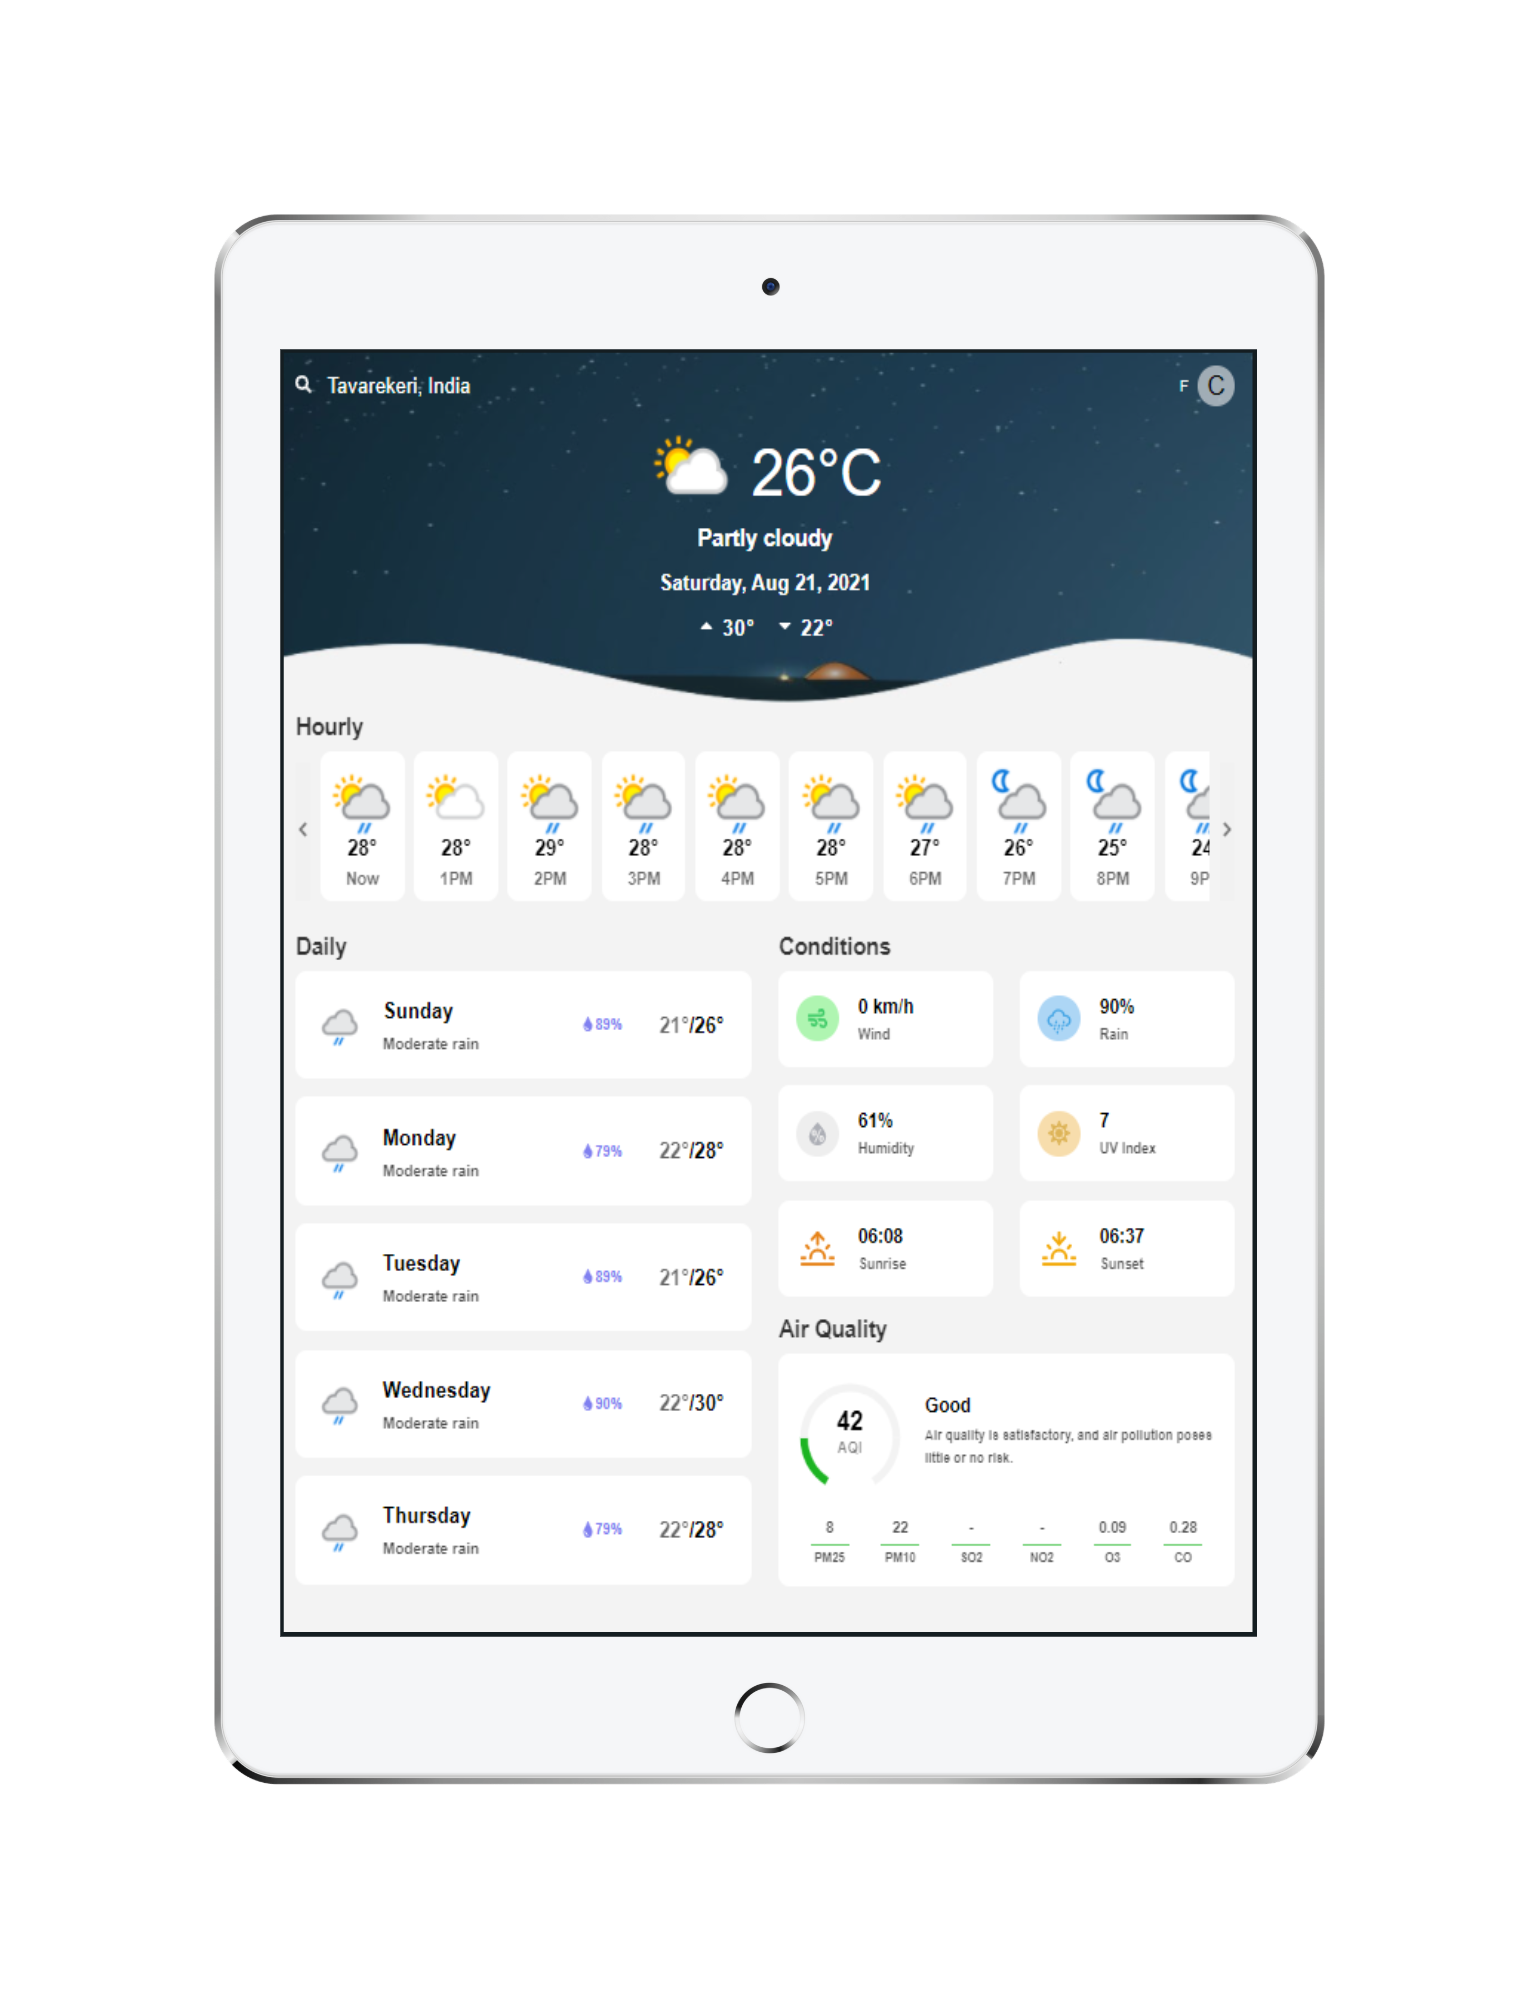 Tavarekeri, India
F C
26°C
Partly cloudy
Saturday, Aug 21, 2021
30° 22°
Hourly
28° 28° 29° 28° 28° 28° 27° 26° 25° 24
Now 1PM 2PM 3PM 4PM 5PM 6PM 7PM 8PM 9P
Daily
Sunday
Moderate rain
89%
21°/26°
Monday
Moderate rain
79%
22°/28°
Tuesday
Moderate rain
89%
21°/26°
Wednesday
Moderate rain
90%
22°/30°
Thursday
Moderate rain
79%
22°/28°
Conditions
0 km/h
Wind
90%
Rain
61%
Humidity
7
UV Index
06:08
Sunrise
06:37
Sunset
Air Quality
42
AQI
Good
Air quality is satisfactory, and air pollution poses
little or no risk.
8 22 - - 0.09 0.28
PM25 PM10 SO2 NO2 O3 CO